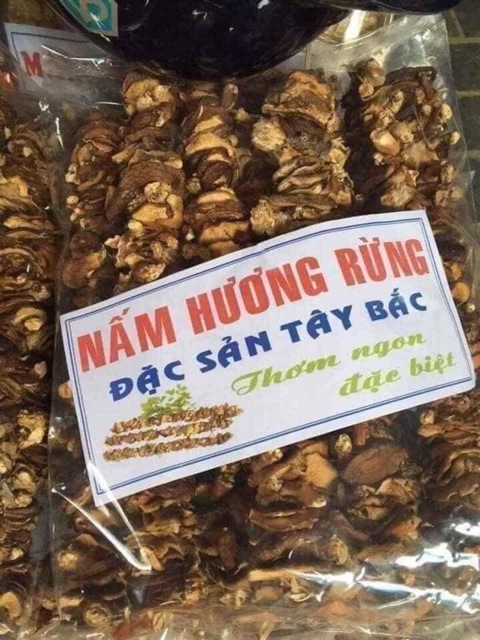 M
NẤM HƯƠNG RỪNG
ĐẶC SẢN TÂY BẮC
Thơm ngon
đặc biệt